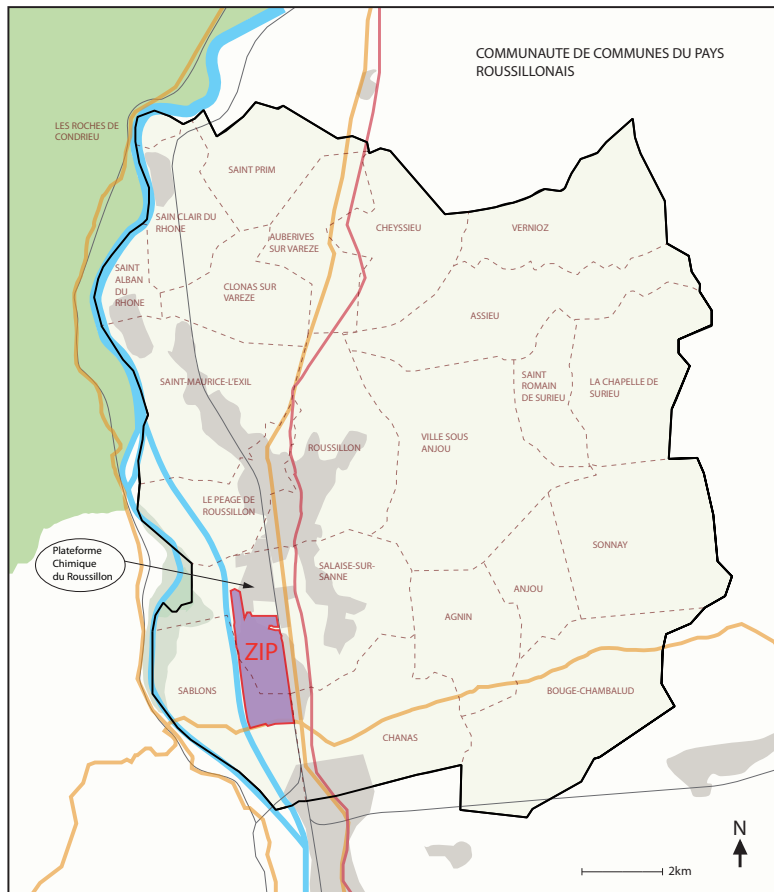 COMMUNAUTE DE COMMUNES DU PAYS
ROUSSILLONAIS
LES ROCHES DE
CONDRIEU
SAINT PRIM
SAIN CLAIR DU
RHONE
AUBERIVES
SUR VAREZE
CHEYSSIEU
VERNIOZ
SAINT
ALBAN
DU
RHONE
CLONAS SUR
VAREZE
ASSIEU
SAINT-MAURICE-L'EXIL
SAINT
ROMAIN
DE SURIEU
LA CHAPELLE DE
SURIEU
ROUSSILLON
VILLE SOUS
ANJOU
LE PEAGE DE
ROUSSILLON
Plateforme
Chimique
du Roussillon
SALAISE-SUR-
SANNE
SONNAY
ANJOU
AGNIN
ZIP
SABLONS
BOUGE-CHAMBALUD
CHANAS
N
2km